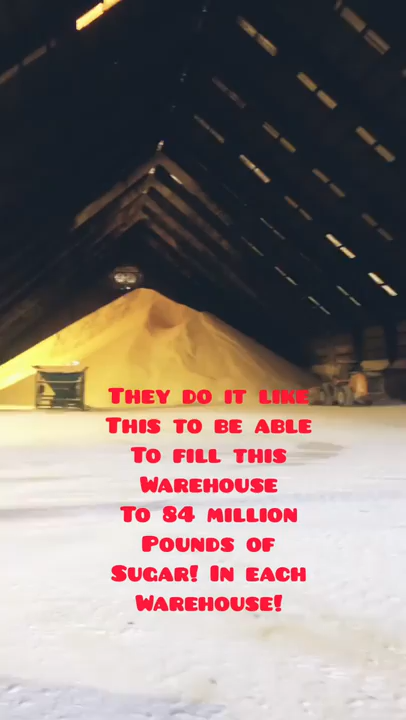 They do it like
This to be able
To fill this
Warehouse
To 84 million
Pounds of
Sugar! In each
Warehouse!